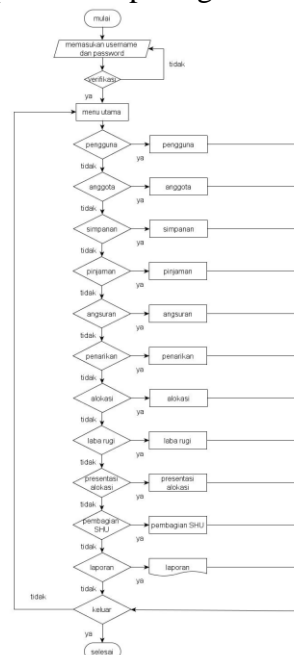 mulai
memasukan username
dan password
tidak
verifikasi
ya
menu utama
pengguna
ya
pengguna
tidak
anggota
ya
anggota
tidak
simpanan
ya
simpanan
tidak
pinjaman
ya
pinjaman
tidak
angsuran
ya
angsuran
tidak
penarikan
ya
penarikan
tidak
alokasi
ya
alokasi
tidak
laba rugi
ya
laba rugi
tidak
presentasi
alokasi
ya
presentasi
alokasi
tidak
pembagian
SHU
ya
pembagian SHU
tidak
laporan
ya
laporan
tidak
tidak
keluar
ya
selesai